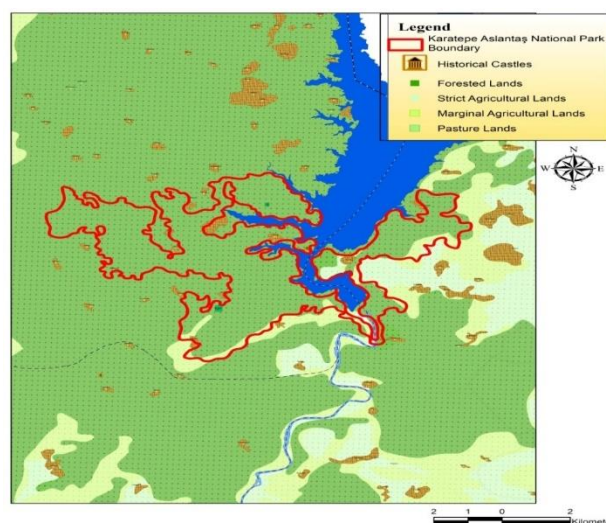 Legend
Karatepe Aslantaş National Park
Boundary
Historical Castles
Forested Lands
Strict Agricultural Lands
Marginal Agricultural Lands
Pasture Lands
N
W E
S
2 1 0 2
Kilomet